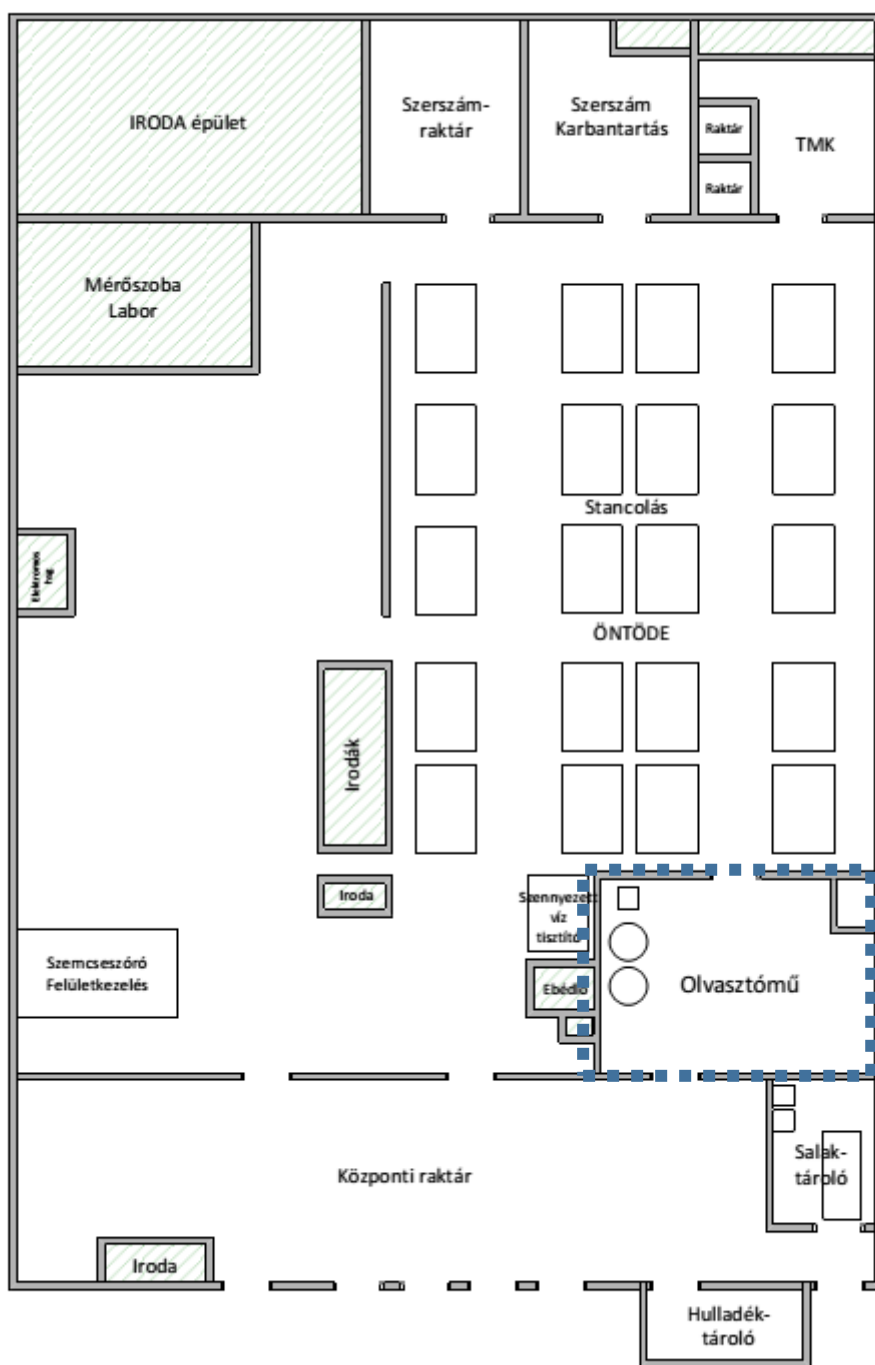 IRODA épület
Szerszám-
raktár
Szerszám
Karbantartás
Raktár
TMK
Raktár
Mérőszoba
Labor
Stancolás
Elektromos
ÖNTÖDE
Irodák
Iroda
Szennyezett
víz
tisztító
Szemcseszóró
Felületkezelés
Ebédlő
Olvasztómű
Központi raktár
Salak-
tároló
Iroda
Hulladék-
tároló